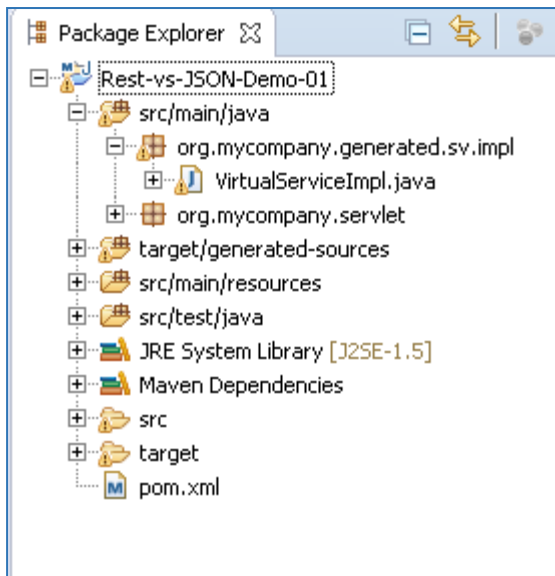 Package Explorer
Rest-vs-JSON-Demo-01
src/main/java
org.mycompany.generated.sv.impl
VirtualServiceImpl.java
org.mycompany.servlet
target/generated-sources
src/main/resources
src/test/java
JRE System Library [J2SE-1.5]
Maven Dependencies
src
target
pom.xml